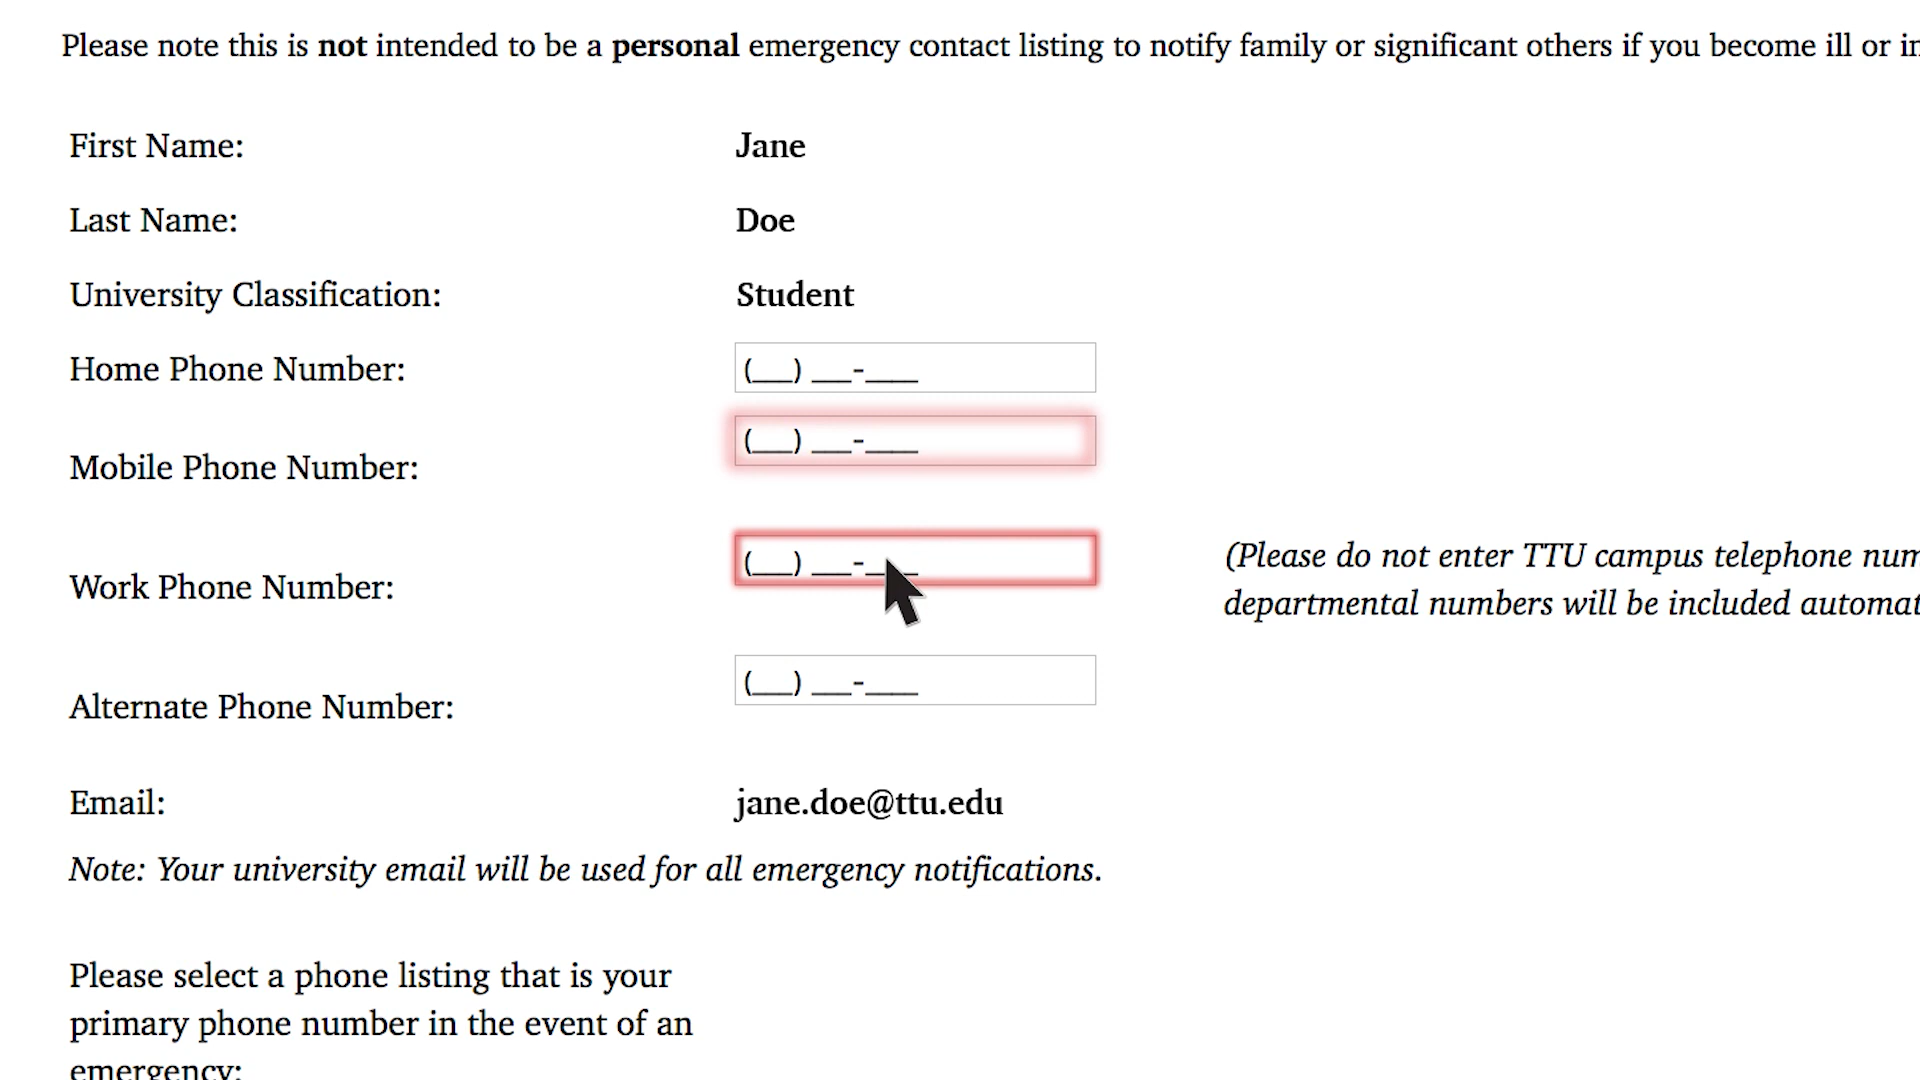 Please note this is not intended to be a personal emergency contact listing to notify family or significant others if you become ill or in
First Name: Jane
Last Name: Doe
University Classification: Student
Home Phone Number: (___) ___-____
Mobile Phone Number: (___) ___-____
Work Phone Number: (___) ___-____
(Please do not enter TTU campus telephone num
departmental numbers will be included automat
Alternate Phone Number: (___) ___-____
Email: jane.doe@ttu.edu
Note: Your university email will be used for all emergency notifications.
Please select a phone listing that is your
primary phone number in the event of an
emergency: